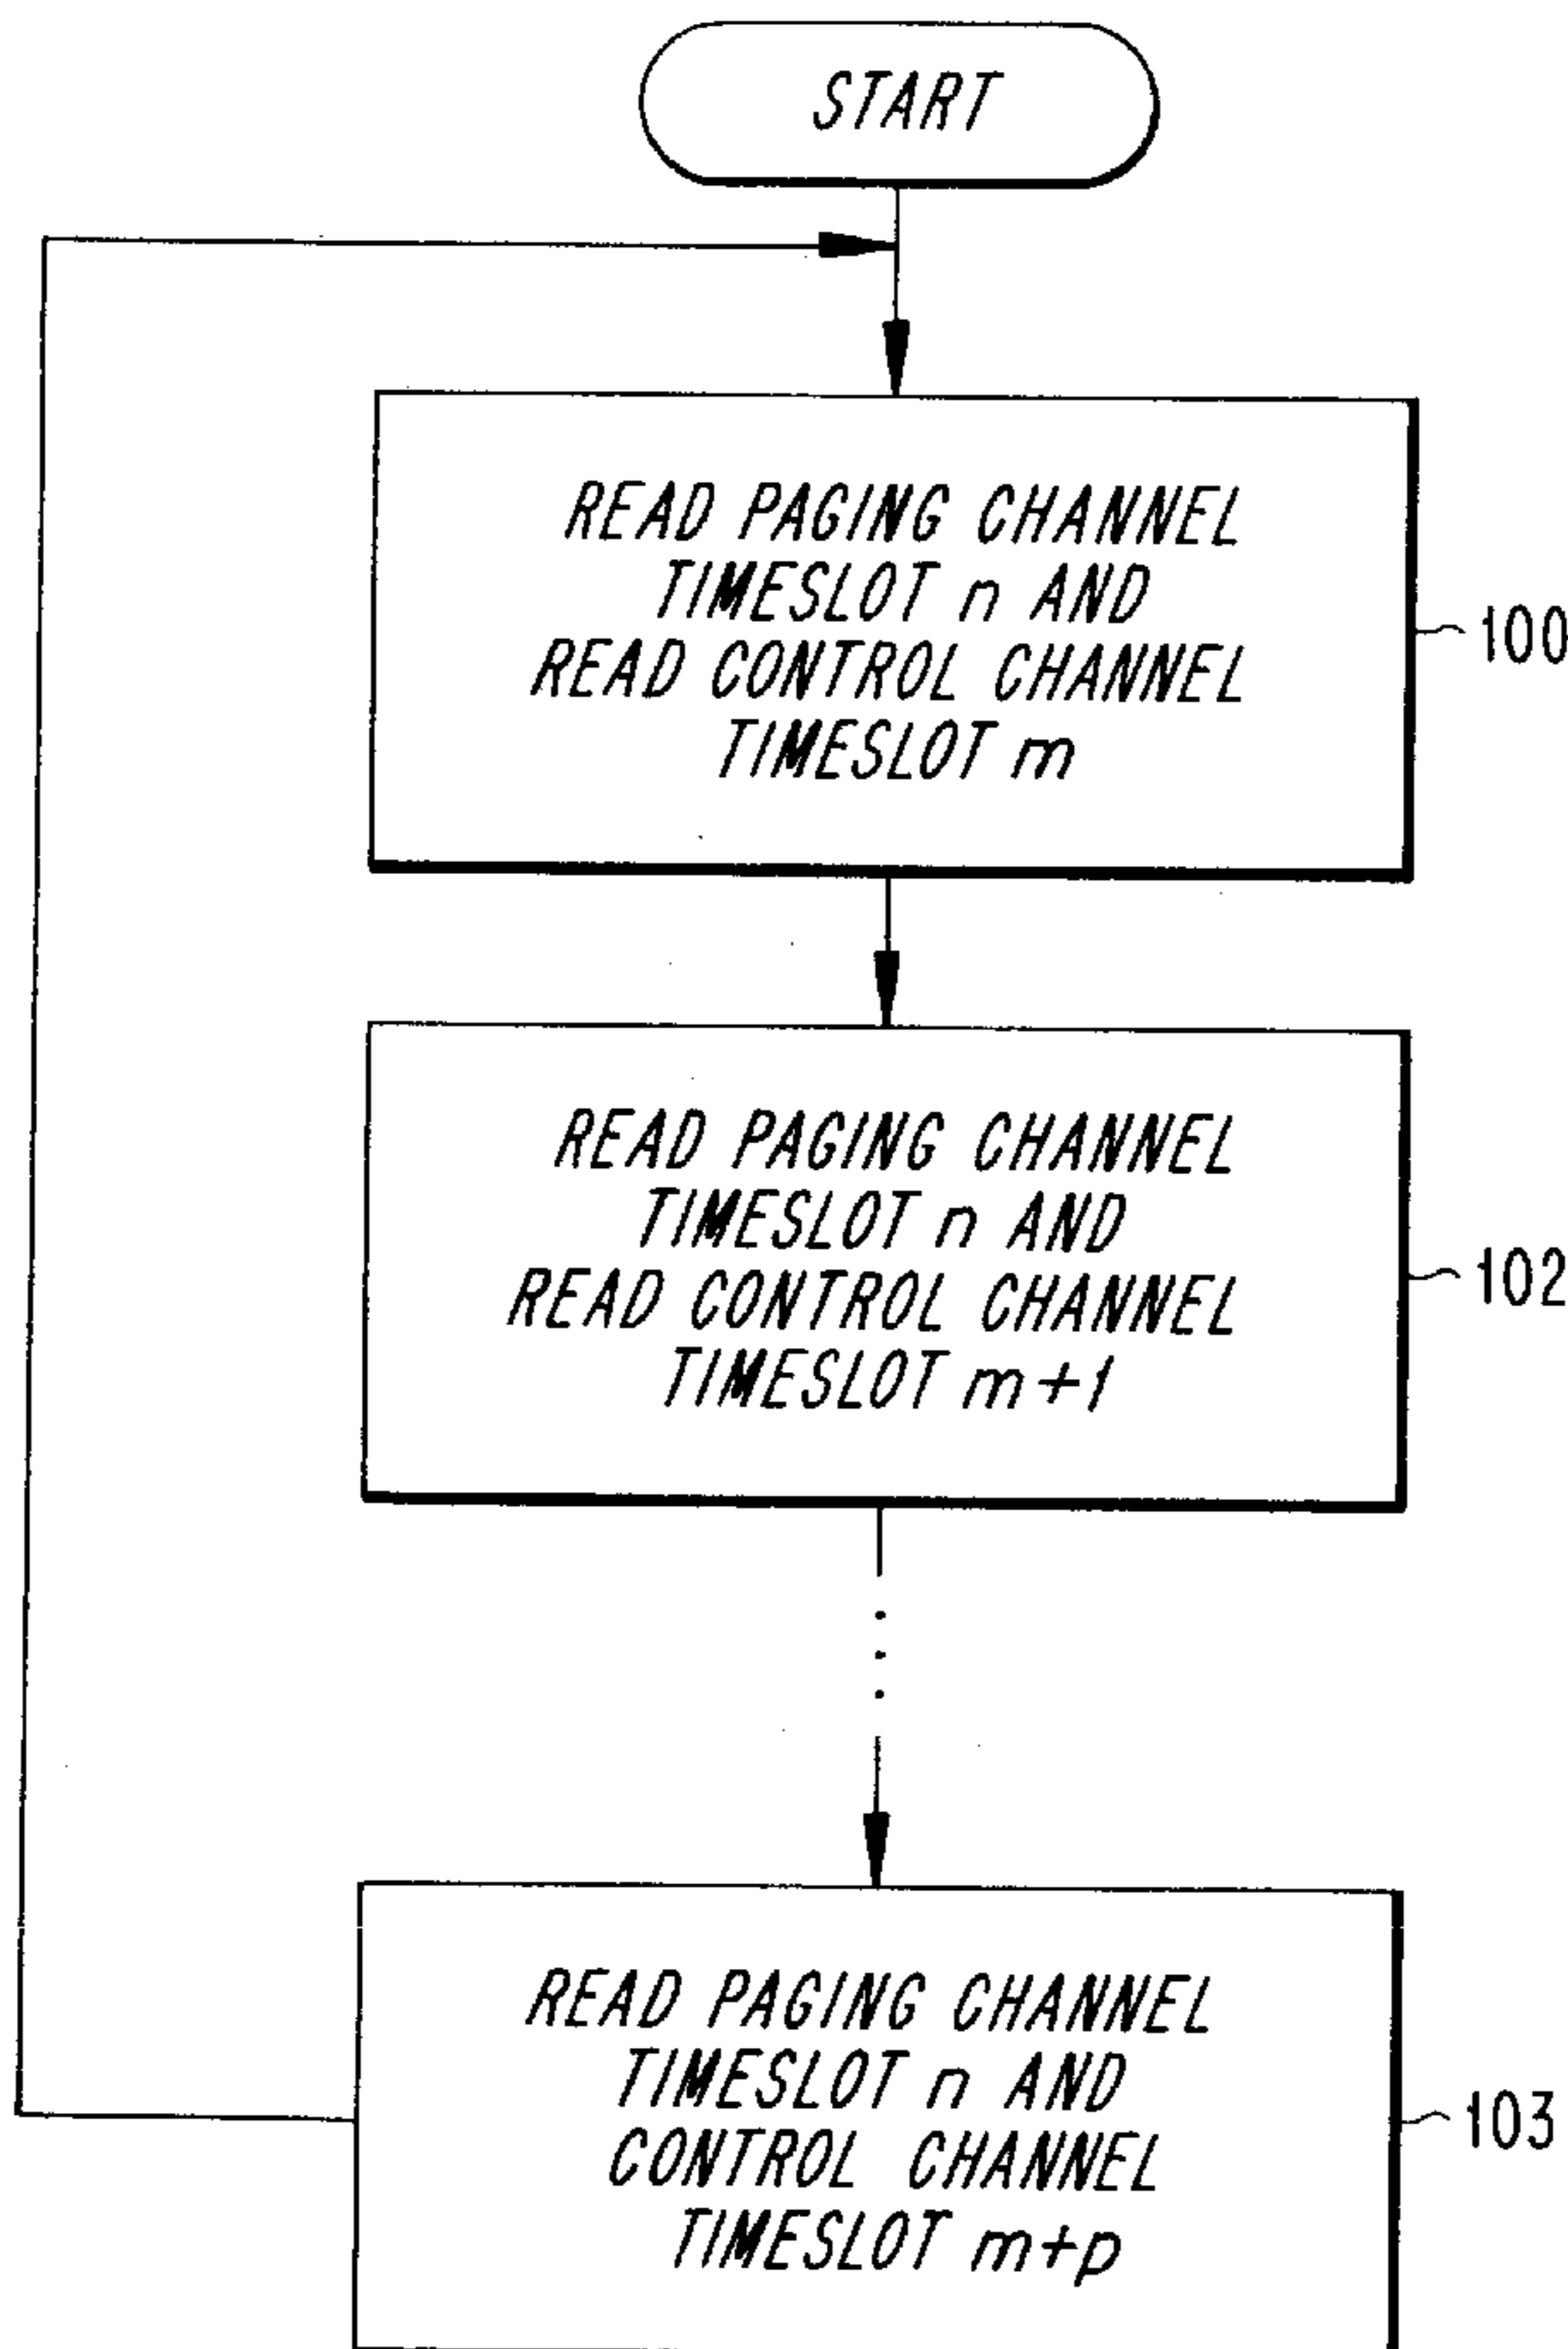 START
READ PAGING CHANNEL
TIMESLOT n AND
READ CONTROL CHANNEL
TIMESLOT m
100
READ PAGING CHANNEL
TIMESLOT n AND
READ CONTROL CHANNEL
TIMESLOT m+1
102
READ PAGING CHANNEL
TIMESLOT n AND
CONTROL CHANNEL
TIMESLOT m+p
103